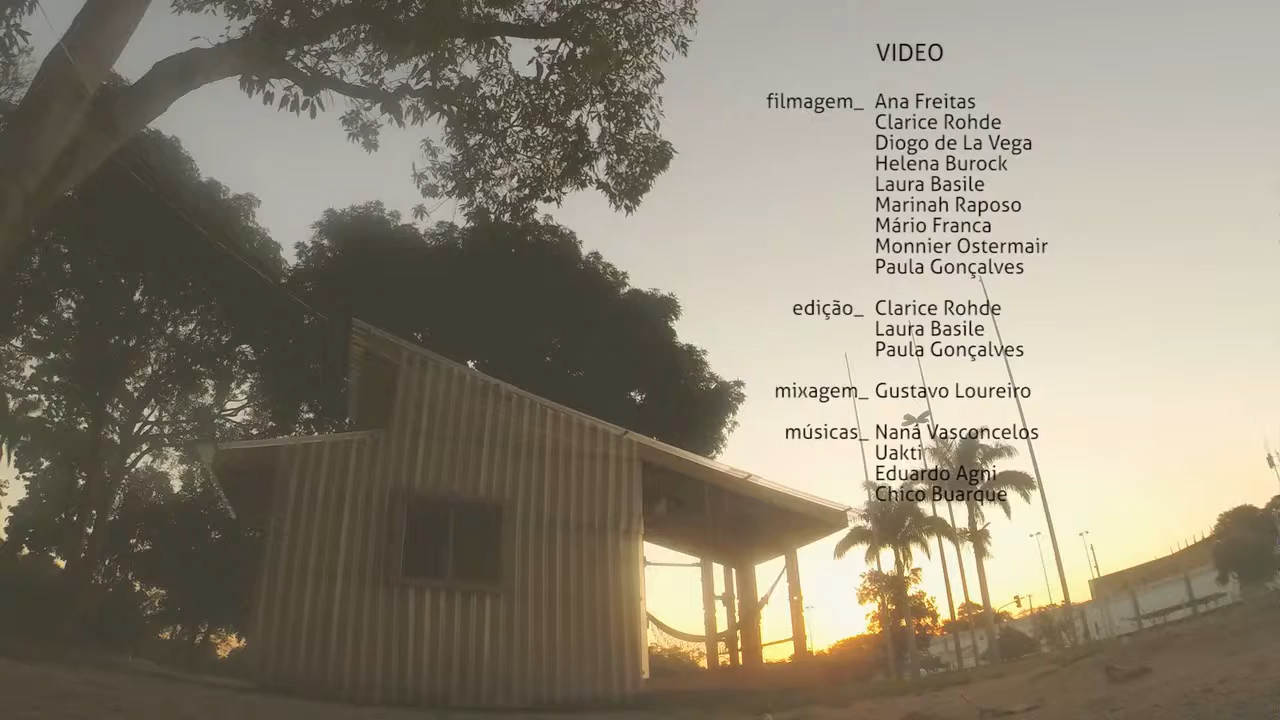 VIDEO
filmagem_ Ana Freitas
Clarice Rohde
Diogo de La Vega
Helena Burock
Laura Basile
Marinah Raposo
Mário Franca
Monnier Ostermair
Paula Gonçalves
edição_ Clarice Rohde
Laura Basile
Paula Gonçalves
mixagem_ Gustavo Loureiro
músicas_ Naná Vasconcelos
Uakti
Eduardo Agni
Chico Buarque